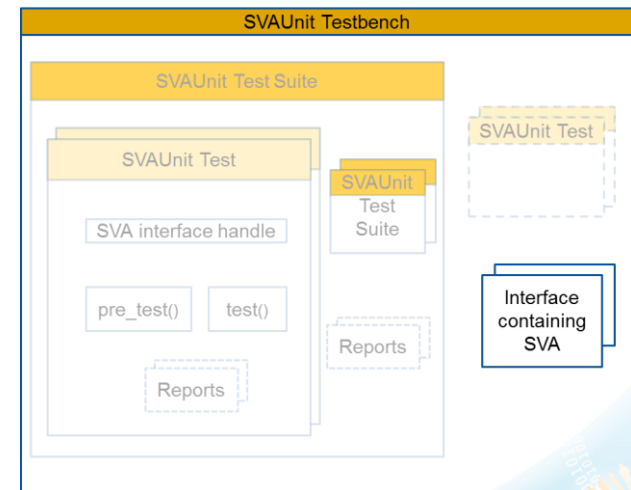 SVAUnit Testbench
SVAUnit Test Suite
SVAUnit Test
SVA interface handle
pre_test()
test()
Reports
SVAUnit
Test
Suite
Reports
SVAUnit Test
Interface
containing
SVA